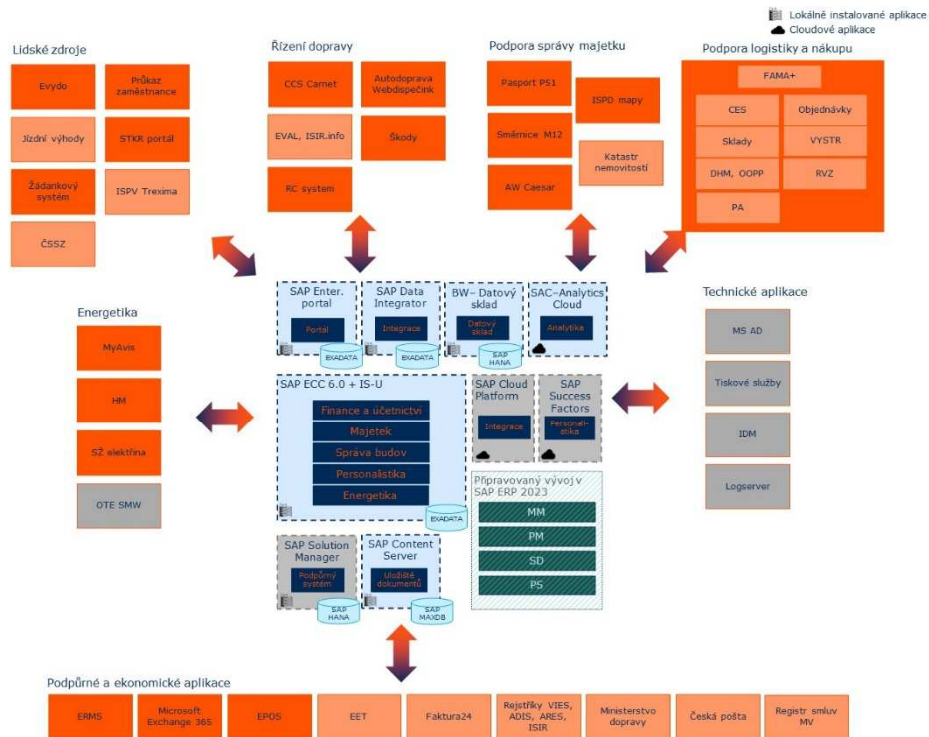 Lokálně instalované aplikace
Cloudové aplikace
Lidské zdroje
Evydo
Průkaz
zaměstnance
Jízdní výhody
STKR portál
Žádankový
systém
ISPV Trexima
ČSSZ
Řízení dopravy
CCS Carnet
Autodoprava
Webdispečink
EVAL, ISIR.info
Škody
RC system
Podpora správy majetku
Pasport P51
ISPD mapy
Směrnice M12
Katastr
nemovitostí
AW Caesar
Podpora logistiky a nákupu
FAMA+
CES
Objednávky
Sklady
VYSTR
DHM, OOPP
RVZ
PA
Energetika
MyAvis
HM
SŽ elektřina
OTE SMW
SAP Enter.
portal
Portál
EXADATA
SAP Data
Integrator
Integrace
EXADATA
BW– Datový
sklad
Datový
sklad
SAP
HANA
SAC–Analytics
Cloud
Analytika
SAP ECC 6.0 + IS-U
Finance a účetnictví
Majetek
Správa budov
Personalistika
Energetika
EXADATA
SAP Cloud
Platform
Integrace
SAP
Success
Factors
Personali-
stika
Připravovaný vývoj v
SAP ERP 2023
MM
PM
SD
PS
SAP Solution
Manager
Podpůrný
systém
SAP
HANA
SAP Content
Server
Uložiště
dokumentů
SAP
MAXDB
Technické aplikace
MS AD
Tiskové služby
IDM
Logserver
Podpůrné a ekonomické aplikace
ERMS
Microsoft
Exchange 365
EPOS
EET
Faktura24
Rejstříky VIES,
ADIS, ARES,
ISIR
Ministerstvo
dopravy
Česká pošta
Registr smluv
MV